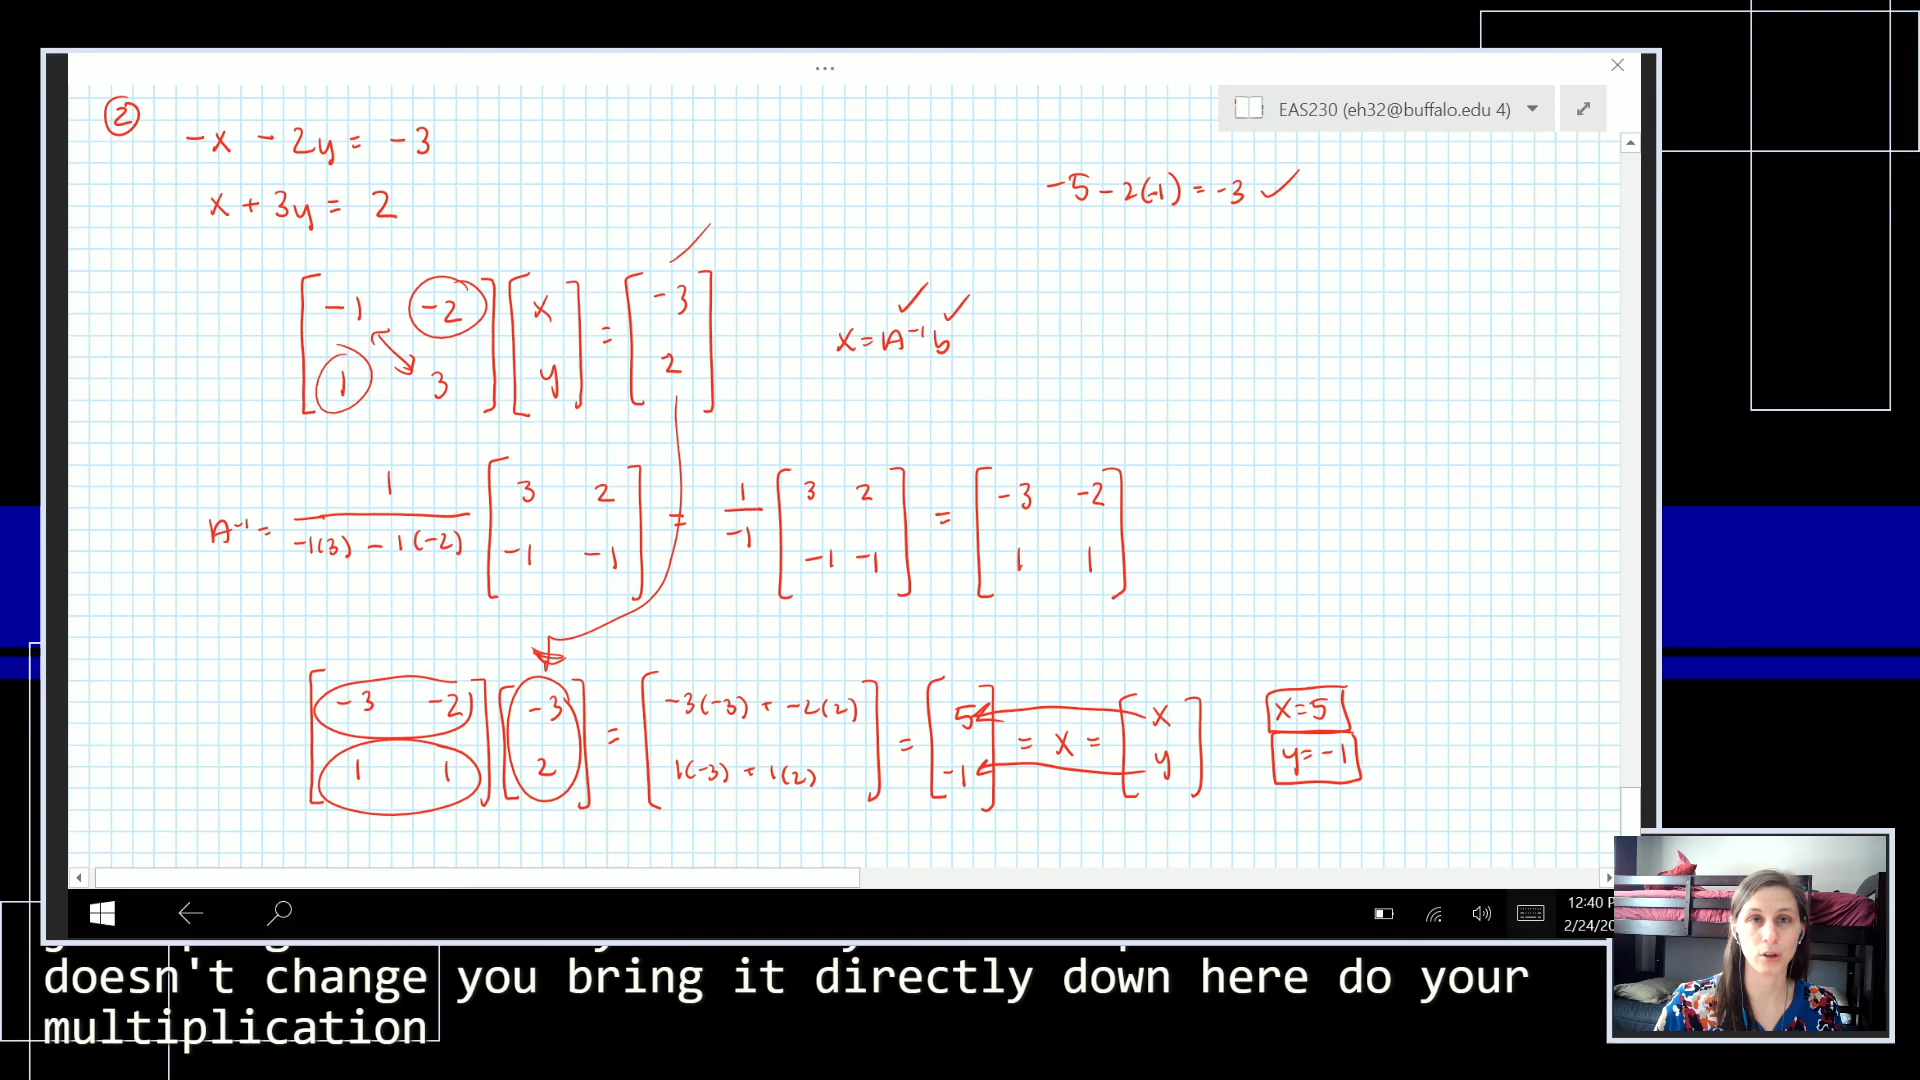 ...
EAS230 (eh32@buffalo.edu 4)
②
-x - 2y = -3
x + 3y = 2
-5 - 2(-1) = -3 ✓
[-1 -2; 1 3] [x; y] = [-3; 2]
x = A⁻¹b
A⁻¹ = 1/(-1(3) - 1(-2)) [3 2; -1 -1] = 1/-1 [3 2; -1 -1] = [-3 -2; 1 1]
[-3 -2; 1 1] [-3; 2] = [-3(-3) + -2(2); 1(-3) + 1(2)] = [5; -1] = x = [x; y]
x = 5
y = -1
12:40 P
2/24/20
doesn't change you bring it directly down here do your
multiplication